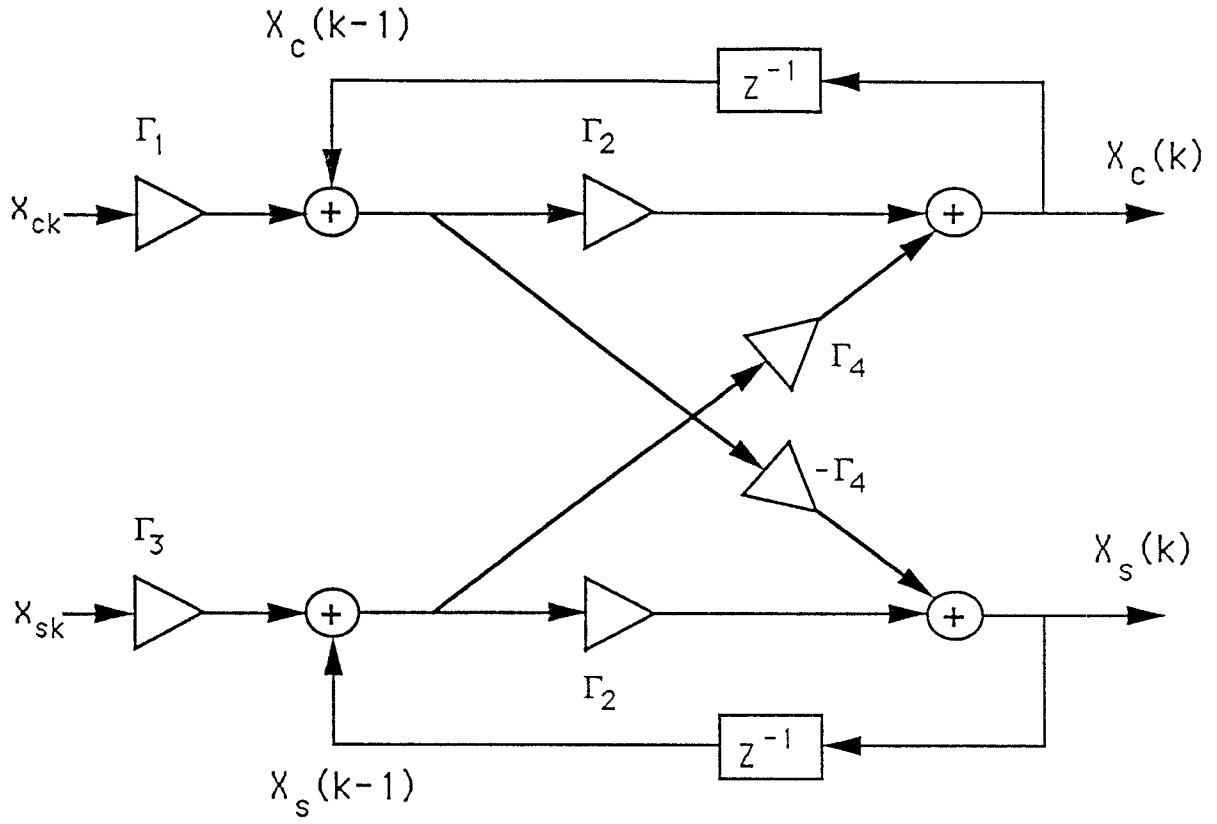 X_c(k-1)
Z^-1
Γ_1
Γ_2
X_c(k)
x_ck
+
+
Γ_4
-Γ_4
Γ_3
X_s(k)
x_sk
+
+
Γ_2
Z^-1
X_s(k-1)